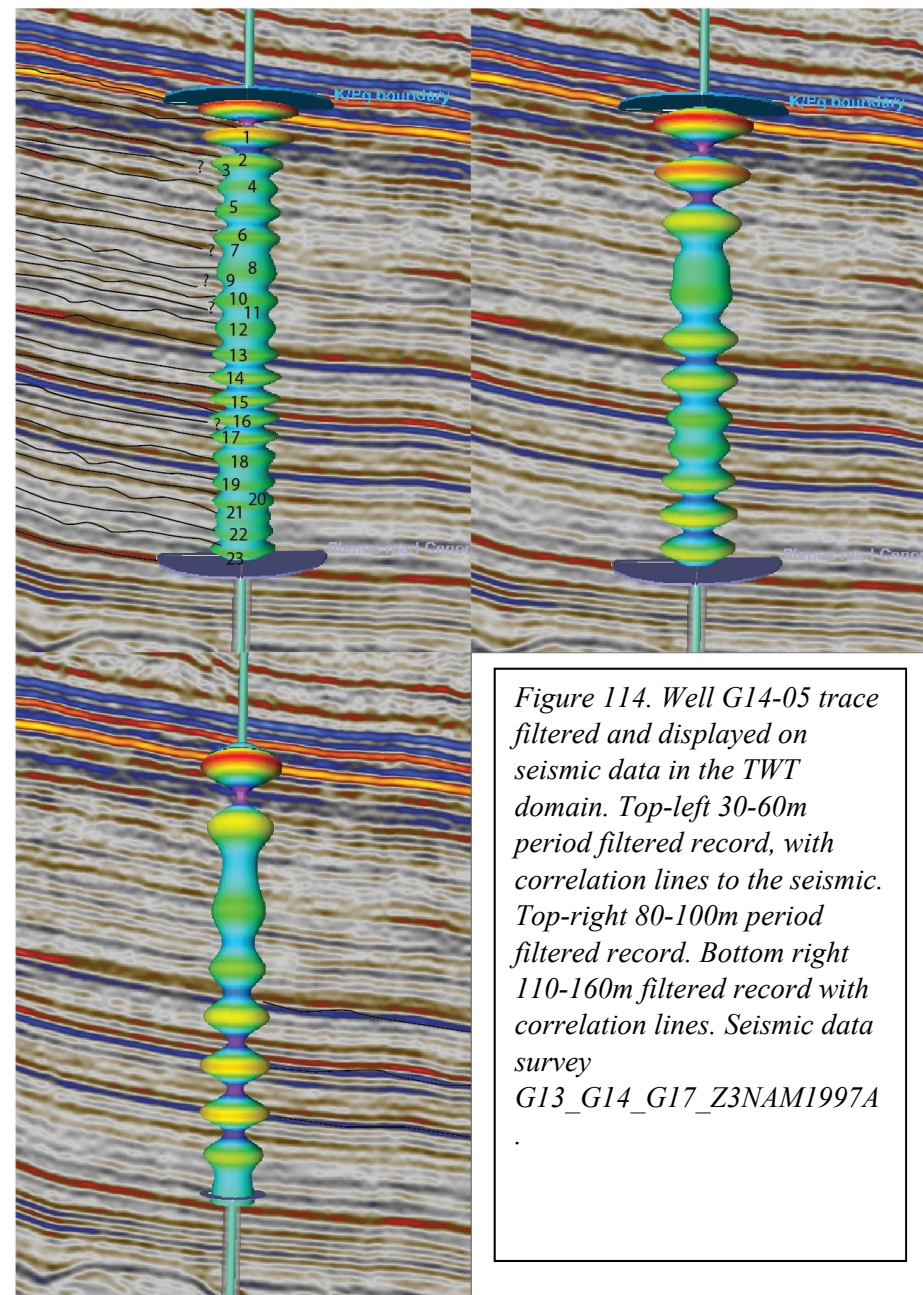 K/Pg boundary
1
2
? 3
4
5
6
? 7
8
? 9
10
? 11
12
13
14
15
? 16
17
18
19
20
21
22
23
K/Pg boundary
Figure 114. Well G14-05 trace
filtered and displayed on
seismic data in the TWT
domain. Top-left 30-60m
period filtered record, with
correlation lines to the seismic.
Top-right 80-100m period
filtered record. Bottom right
110-160m filtered record with
correlation lines. Seismic data
survey
G13_G14_G17_Z3NAM1997A
.